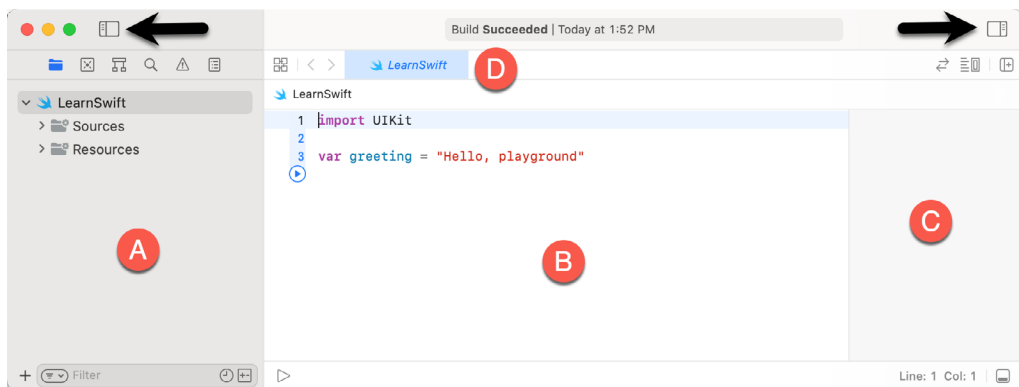 Build Succeeded | Today at 1:52 PM
LearnSwift
D
LearnSwift
LearnSwift
Sources
Resources
1 import UIKit
2
3 var greeting = "Hello, playground"
A
B
C
Filter
Line: 1 Col: 1